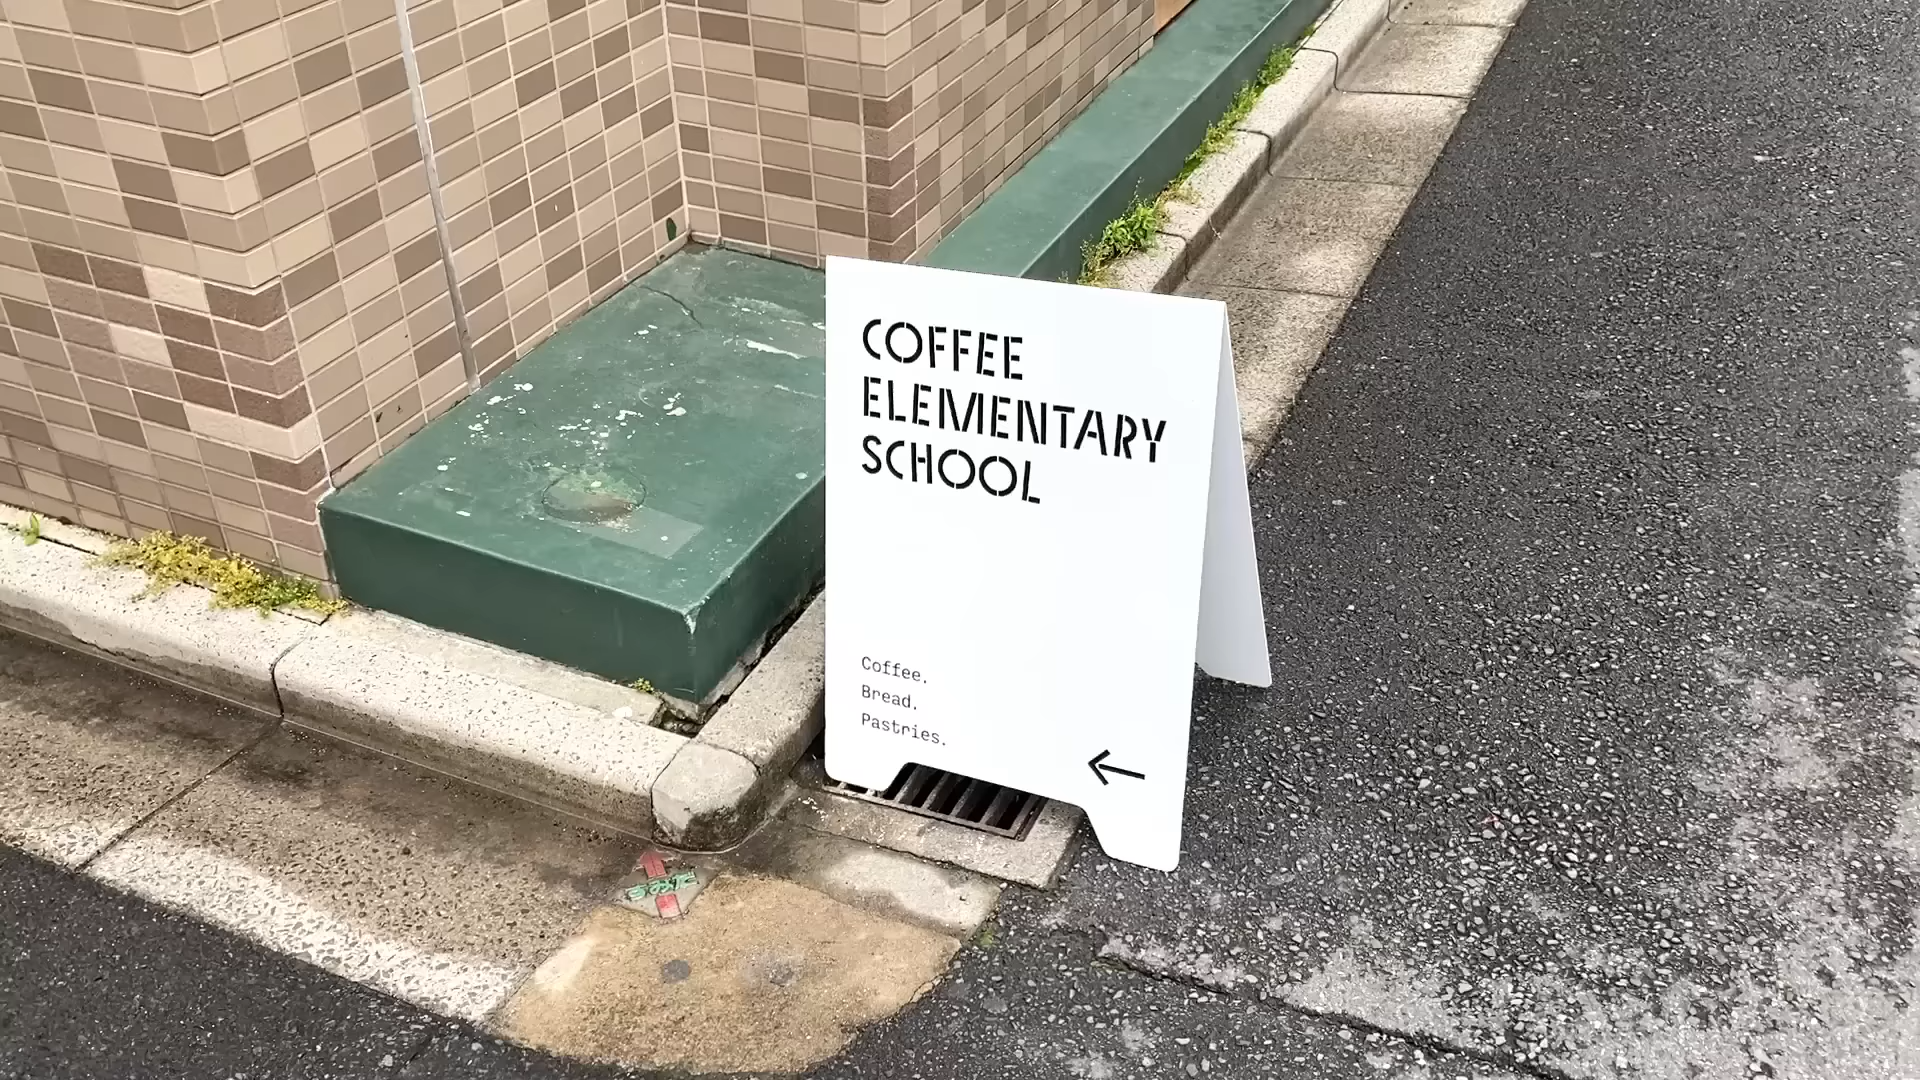 COFFEE
ELEMENTARY
SCHOOL
Coffee.
Bread.
Pastries.
←